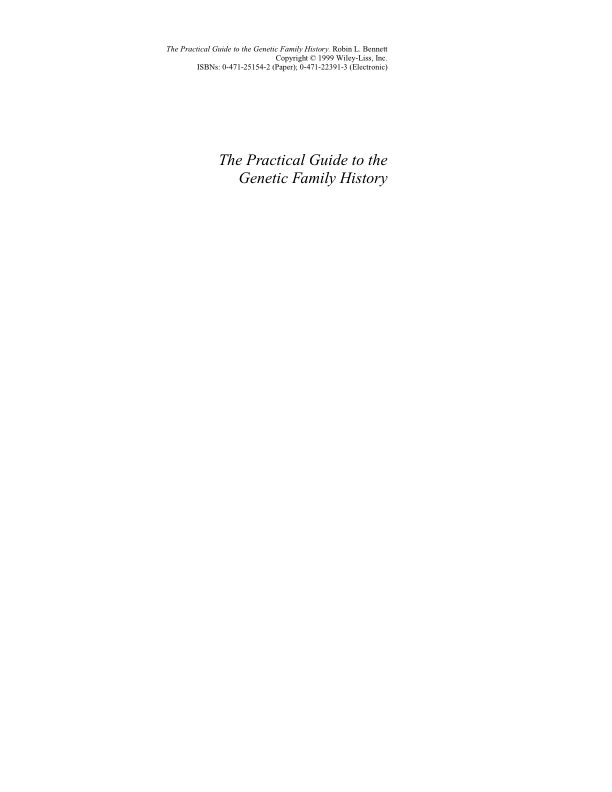 The Practical Guide to the Genetic Family History. Robin L. Bennett
Copyright © 1999 Wiley-Liss, Inc.
ISBNs: 0-471-25154-2 (Paper); 0-471-22391-3 (Electronic)
The Practical Guide to the
Genetic Family History